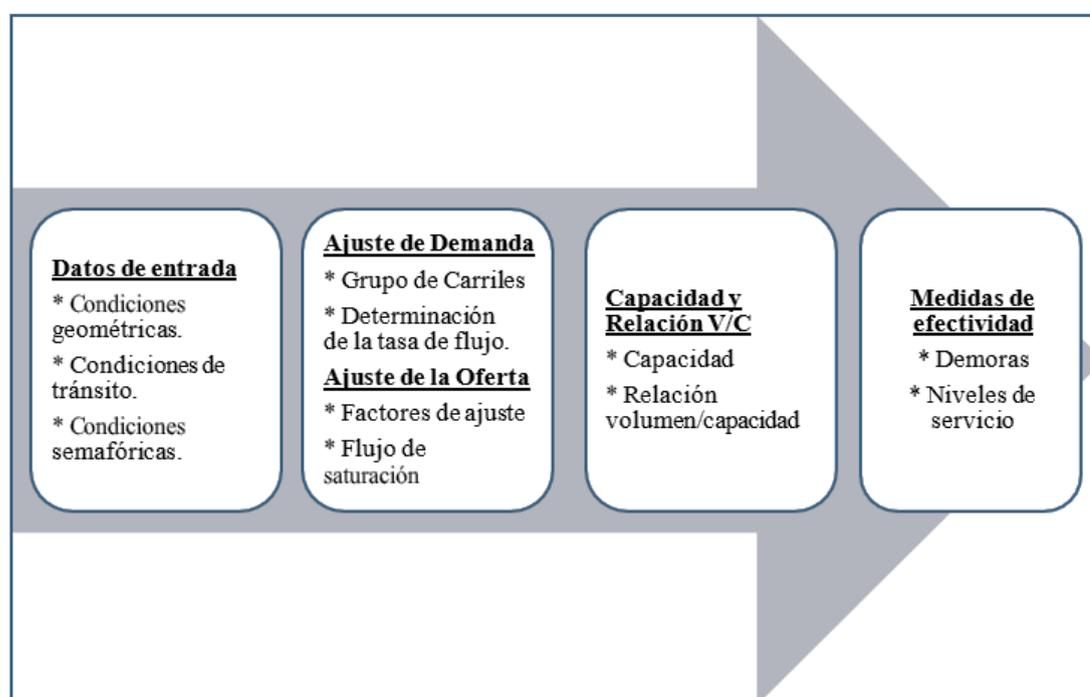 Datos de entrada
* Condiciones
geométricas.
* Condiciones de
tránsito.
* Condiciones
semafóricas.
Ajuste de Demanda
* Grupo de Carriles
* Determinación
de la tasa de flujo.
Ajuste de la Oferta
* Factores de ajuste
* Flujo de
saturación
Capacidad y
Relación V/C
* Capacidad
* Relación
volumen/capacidad
Medidas de
efectividad
* Demoras
* Niveles de
servicio